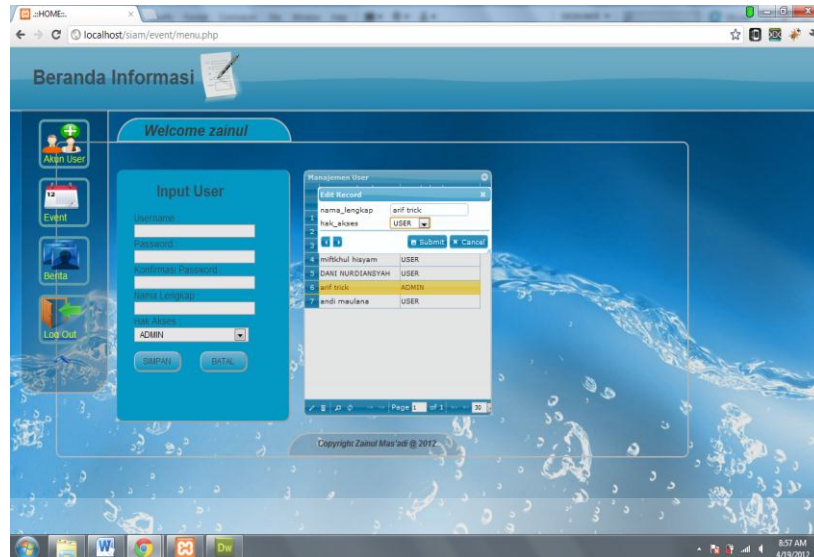 .::HOME::.
localhost/siam/event/menu.php
Beranda Informasi
Welcome zainul
Akun User
12
Event
Berita
Log Out
Input User
Username
Password
Konfirmasi Password
Nama Lengkap
Hak Akses
ADMIN
SIMPAN BATAL
Manajemen User
Edit Record
nama_lengkap arif trick
hak_akses USER
Submit Cancel
1
2
3
4 miftkhul hisyam USER
5 DANI NURDIANSYAH USER
6 arif trick ADMIN
7 andi maulana USER
Page 1 of 1 30
Copyright Zainul Mas'adi @ 2012
Dw
8:57 AM
4/19/2012